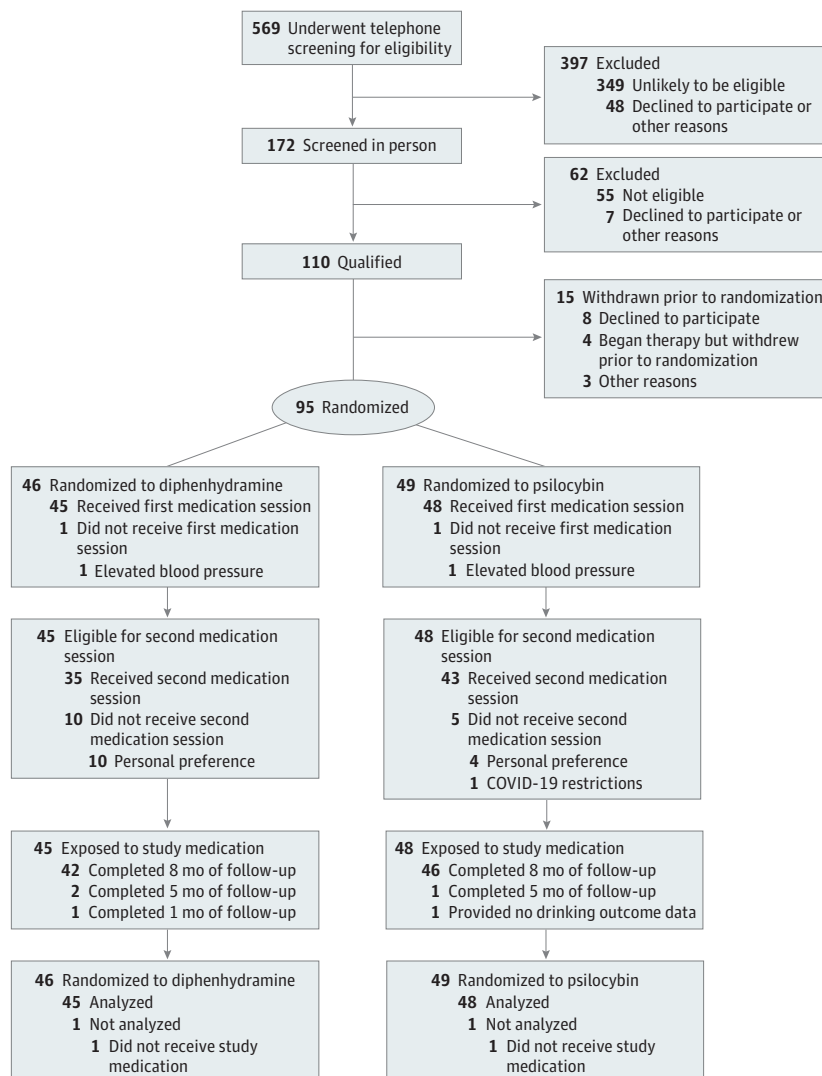 569 Underwent telephone
screening for eligibility
397 Excluded
349 Unlikely to be eligible
48 Declined to participate or
other reasons
172 Screened in person
62 Excluded
55 Not eligible
7 Declined to participate or
other reasons
110 Qualified
15 Withdrawn prior to randomization
8 Declined to participate
4 Began therapy but withdrew
prior to randomization
3 Other reasons
95 Randomized
46 Randomized to diphenhydramine
45 Received first medication session
1 Did not receive first medication
session
1 Elevated blood pressure
49 Randomized to psilocybin
48 Received first medication session
1 Did not receive first medication
session
1 Elevated blood pressure
45 Eligible for second medication
session
35 Received second medication
session
10 Did not receive second
medication session
10 Personal preference
48 Eligible for second medication
session
43 Received second medication
session
5 Did not receive second
medication session
4 Personal preference
1 COVID-19 restrictions
45 Exposed to study medication
42 Completed 8 mo of follow-up
2 Completed 5 mo of follow-up
1 Completed 1 mo of follow-up
48 Exposed to study medication
46 Completed 8 mo of follow-up
1 Completed 5 mo of follow-up
1 Provided no drinking outcome data
46 Randomized to diphenhydramine
45 Analyzed
1 Not analyzed
1 Did not receive study
medication
49 Randomized to psilocybin
48 Analyzed
1 Not analyzed
1 Did not receive study
medication